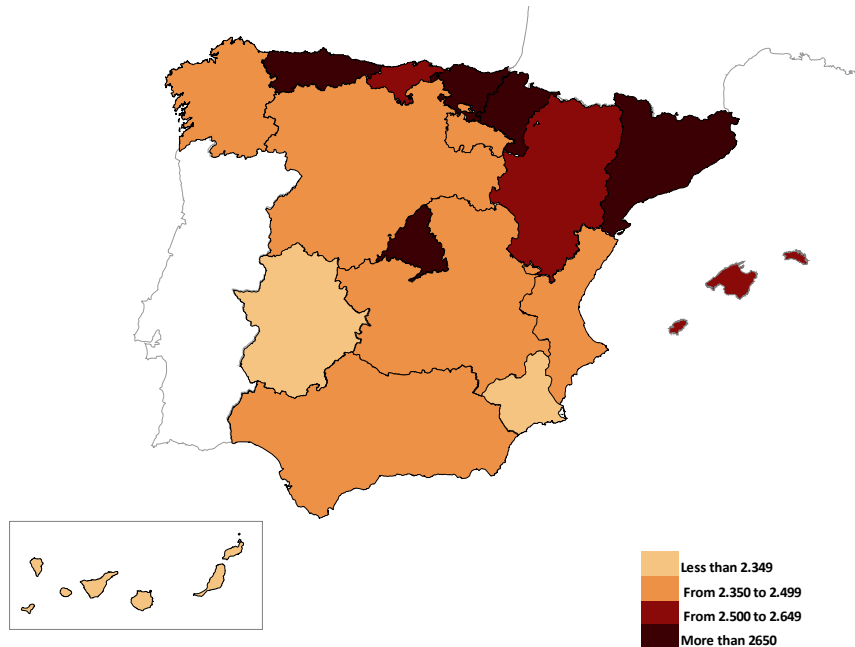 Less than 2.349
From 2.350 to 2.499
From 2.500 to 2.649
More than 2650